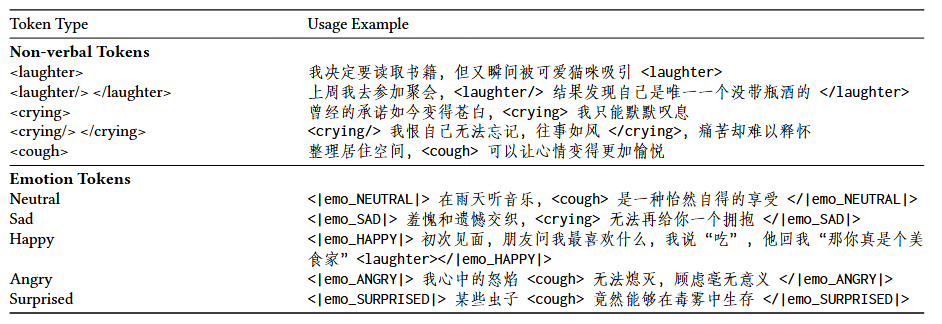 Token Type Usage Example
Non-verbal Tokens
<laughter> 我决定要读取书籍，但又瞬间被可爱猫咪吸引 <laughter>
<laughter/> </laughter> 上周我去参加聚会，<laughter/> 结果发现自己是唯一一个没带瓶酒的 </laughter>
<crying> 曾经的承诺如今变得苍白，<crying> 我只能默默叹息
<crying/> </crying> <crying/> 我恨自己无法忘记，往事如风 </crying>，痛苦却难以释怀
<cough> 整理居住空间，<cough> 可以让心情变得更加愉悦
Emotion Tokens
Neutral <|emo_NEUTRAL|> 在雨天听音乐，<cough> 是一种怡然自得的享受 </|emo_NEUTRAL|>
Sad <|emo_SAD|> 羞愧和遗憾交织，<crying> 无法再给你一个拥抱 </|emo_SAD|>
Happy <|emo_HAPPY|> 初次见面，朋友问我最喜欢什么，我说“吃”，他回我“那你真是个美
食家” <laughter></|emo_HAPPY|>
Angry <|emo_ANGRY|> 我心中的怒焰 <cough> 无法熄灭，顾虑毫无意义 </|emo_ANGRY|>
Surprised <|emo_SURPRISED|> 某些虫子 <cough> 竟然能够在毒雾中生存 </|emo_SURPRISED|>